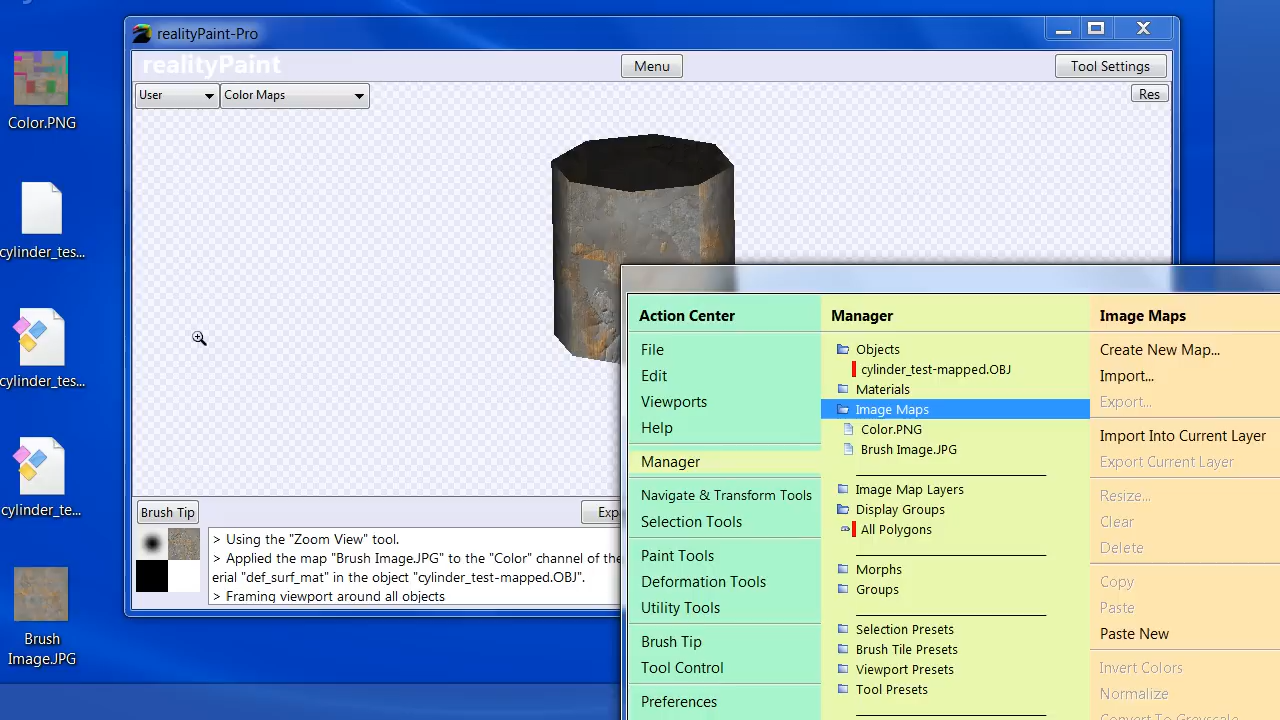 realityPaint-Pro
realityPaint
Menu
Tool Settings
User
Color Maps
Res
Color.PNG
cylinder_tes...
cylinder_tes...
cylinder_te...
Brush
Image.JPG
Action Center
File
Edit
Viewports
Help
Manager
Navigate & Transform Tools
Selection Tools
Paint Tools
Deformation Tools
Utility Tools
Brush Tip
Tool Control
Preferences
Manager
Objects
cylinder_test-mapped.OBJ
Materials
Image Maps
Color.PNG
Brush Image.JPG
Image Map Layers
Display Groups
All Polygons
Morphs
Groups
Selection Presets
Brush Tile Presets
Viewport Presets
Tool Presets
Image Maps
Create New Map...
Import...
Export...
Import Into Current Layer
Export Current Layer
Resize...
Clear
Delete
Copy
Paste
Paste New
Invert Colors
Normalize
Convert To Greyscale
Brush Tip
Exp
> Using the "Zoom View" tool.
> Applied the map "Brush Image.JPG" to the "Color" channel of the
erial "def_surf_mat" in the object "cylinder_test-mapped.OBJ".
> Framing viewport around all objects